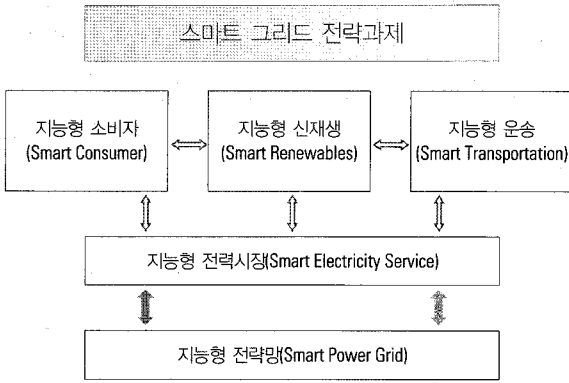 스마트 그리드 전략과제
지능형 소비자
(Smart Consumer)
지능형 신재생
(Smart Renewables)
지능형 운송
(Smart Transportation)
지능형 전력시장(Smart Electricity Service)
지능형 전략망(Smart Power Grid)